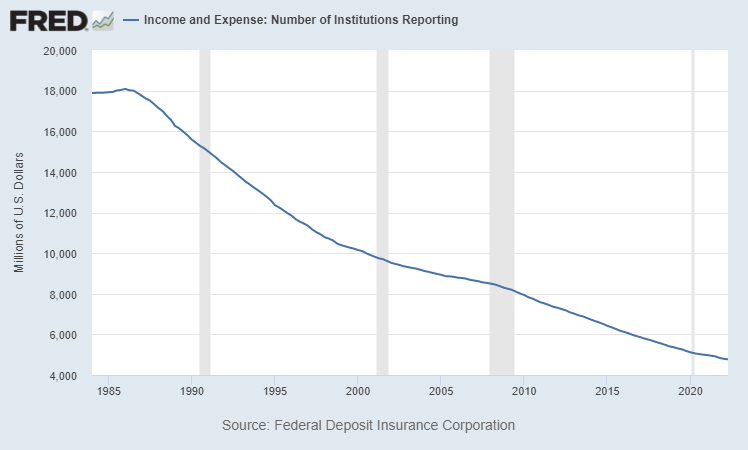 FRED
Income and Expense: Number of Institutions Reporting
20,000
18,000
16,000
14,000
12,000
10,000
8,000
6,000
4,000
Millions of U.S. Dollars
1985 1990 1995 2000 2005 2010 2015 2020
Source: Federal Deposit Insurance Corporation